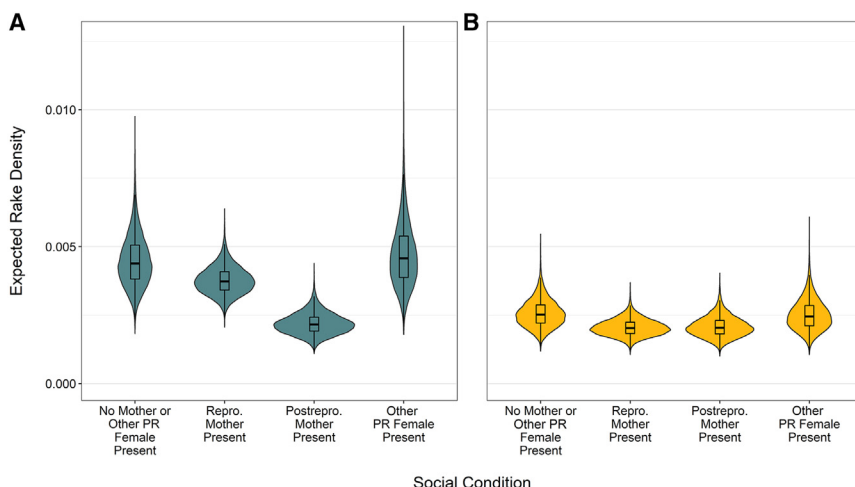 A
B
Expected Rake Density
0.010
0.005
0.000
No Mother or
Other PR
Female
Present
Repro.
Mother
Present
Postrepro.
Mother
Present
Other
PR Female
Present
No Mother or
Other PR
Female
Present
Repro.
Mother
Present
Postrepro.
Mother
Present
Other
PR Female
Present
Social Condition